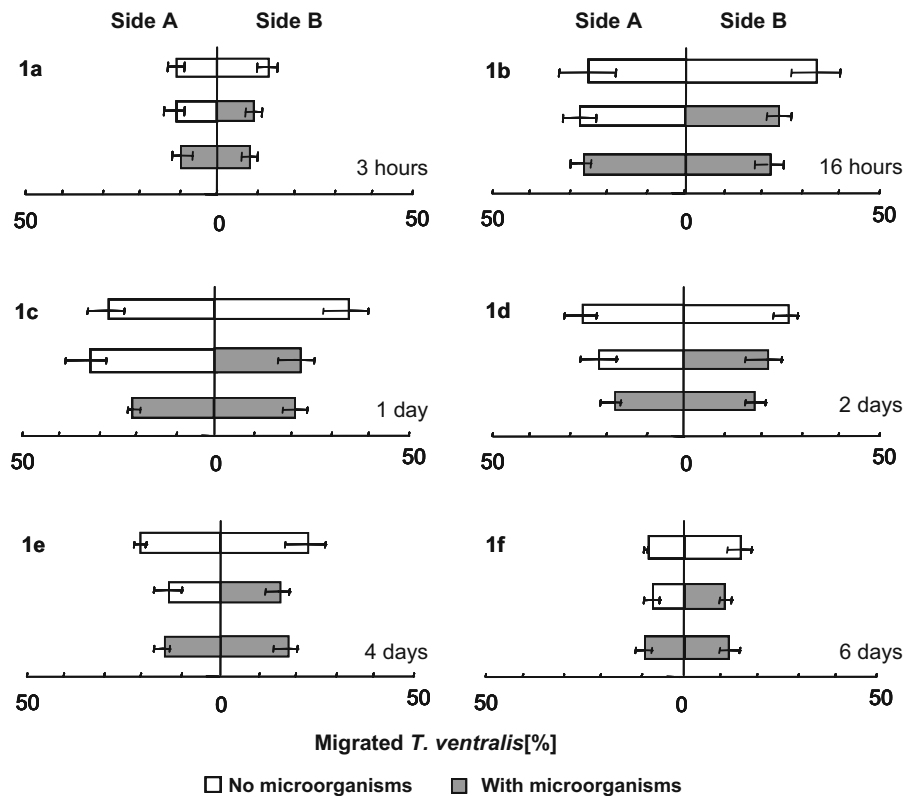 Side A Side B Side A Side B
1a 1b
3 hours 16 hours
50 0 50 50 0 50
1c 1d
1 day 2 days
50 0 50 50 0 50
1e 1f
4 days 6 days
50 0 50 50 0 50
Migrated T. ventralis[%]
No microorganisms With microorganisms